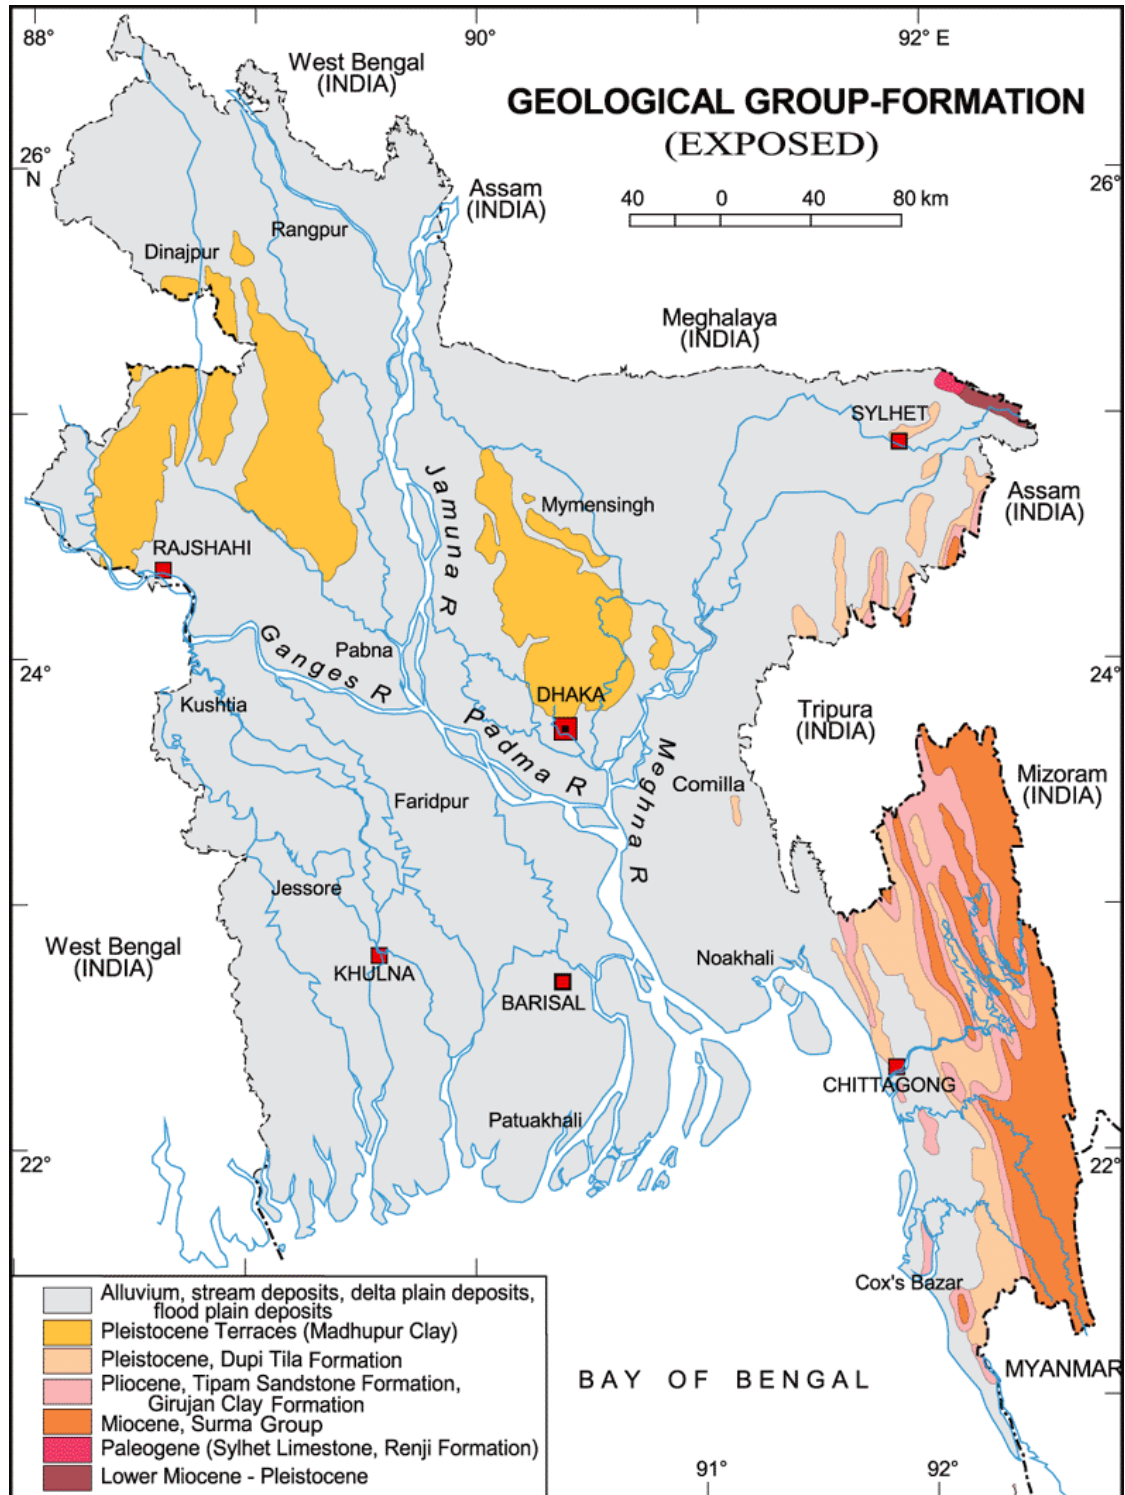 88°
90°
92° E
West Bengal
(INDIA)
GEOLOGICAL GROUP-FORMATION
(EXPOSED)
26°
N
26°
Assam
(INDIA)
40 0 40 80 km
Rangpur
Dinajpur
Meghalaya
(INDIA)
SYLHET
Assam
(INDIA)
Jamuna R
Mymensingh
RAJSHAHI
Ganges R
Pabna
24°
24°
Kushtia
DHAKA
Padma R
Meghna R
Tripura
(INDIA)
Mizoram
(INDIA)
Comilla
Faridpur
Jessore
West Bengal
(INDIA)
KHULNA
Noakhali
BARISAL
CHITTAGONG
Patuakhali
22°
22°
Cox's Bazar
Alluvium, stream deposits, delta plain deposits,
flood plain deposits
Pleistocene Terraces (Madhupur Clay)
Pleistocene, Dupi Tila Formation
Pliocene, Tipam Sandstone Formation,
Girujan Clay Formation
Miocene, Surma Group
Paleogene (Sylhet Limestone, Renji Formation)
Lower Miocene - Pleistocene
BAY OF BENGAL
MYANMAR
91°
92°